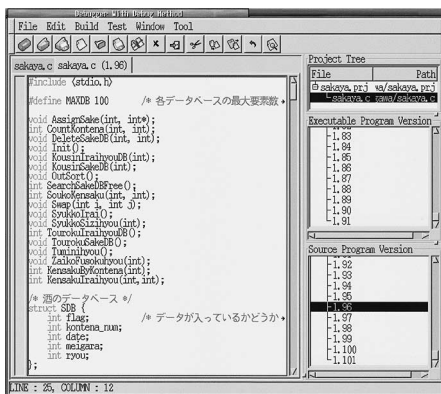 Debugger With Debug Method
File Edit Build Test Window Tool
sakaya.c sakaya.c (1.96)
#include <stdio.h>
#define MAXDB 100 /* 各データベースの最大要素数
void AssignSake(int, int*);
int CountKontena(int, int);
void DeleteSakeDB(int, int);
void Init();
void KousinIraihyouDB(int);
void KousinSakeDB(int);
void OutSort();
int SearchSakeDBFree();
int SoukoKensaku(int, int);
void Swap(int i, int j);
void SyukkoIrai();
void SyukkoSizihyou(int);
int TourokuIraihyouDB();
int TourokuSakeDB();
void Tuminihyou();
void ZaikoFusokuhyou(int);
int KensakuByKontena(int);
int KensakuIraihyou(int,int);
/* 酒のデータベース */
struct SDB {
int flag; /* データが入っているかどうか
int kontena_num;
int date;
int meigara;
int ryou;
};
LINE : 25, COLUMN : 12
Project Tree
File Path
sakaya.prj wa/sakaya.prj
sakaya.c zawa/sakaya.c
Executable Program Version
1.83
1.84
1.85
1.86
1.87
1.88
1.89
1.90
1.91
Source Program Version
1.92
1.93
1.94
1.95
1.96
1.97
1.98
1.99
1.100
1.101